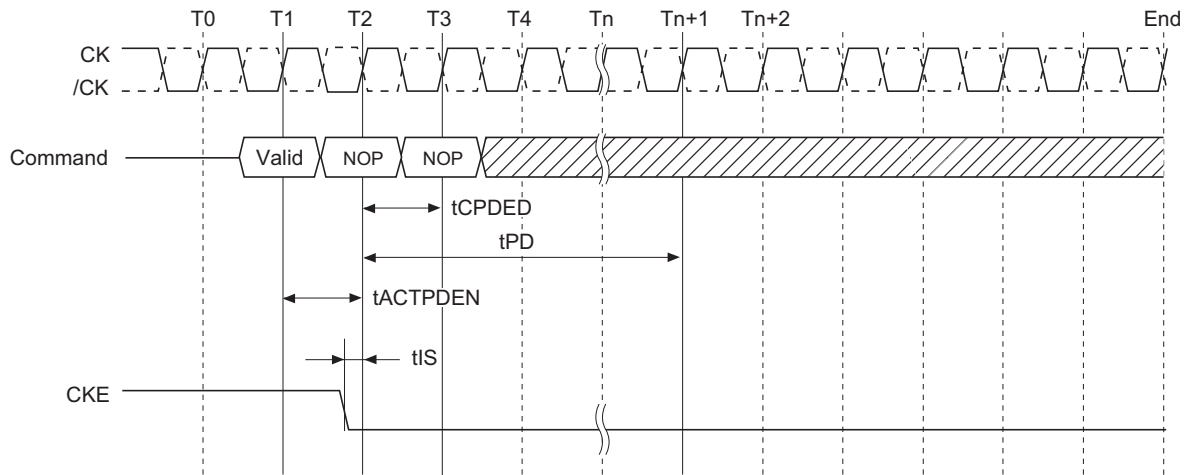 T0 T1 T2 T3 T4 Tn Tn+1 Tn+2 End
CK
/CK
Command Valid NOP NOP
tCPDED
tPD
tACTPDEN
tIS
CKE